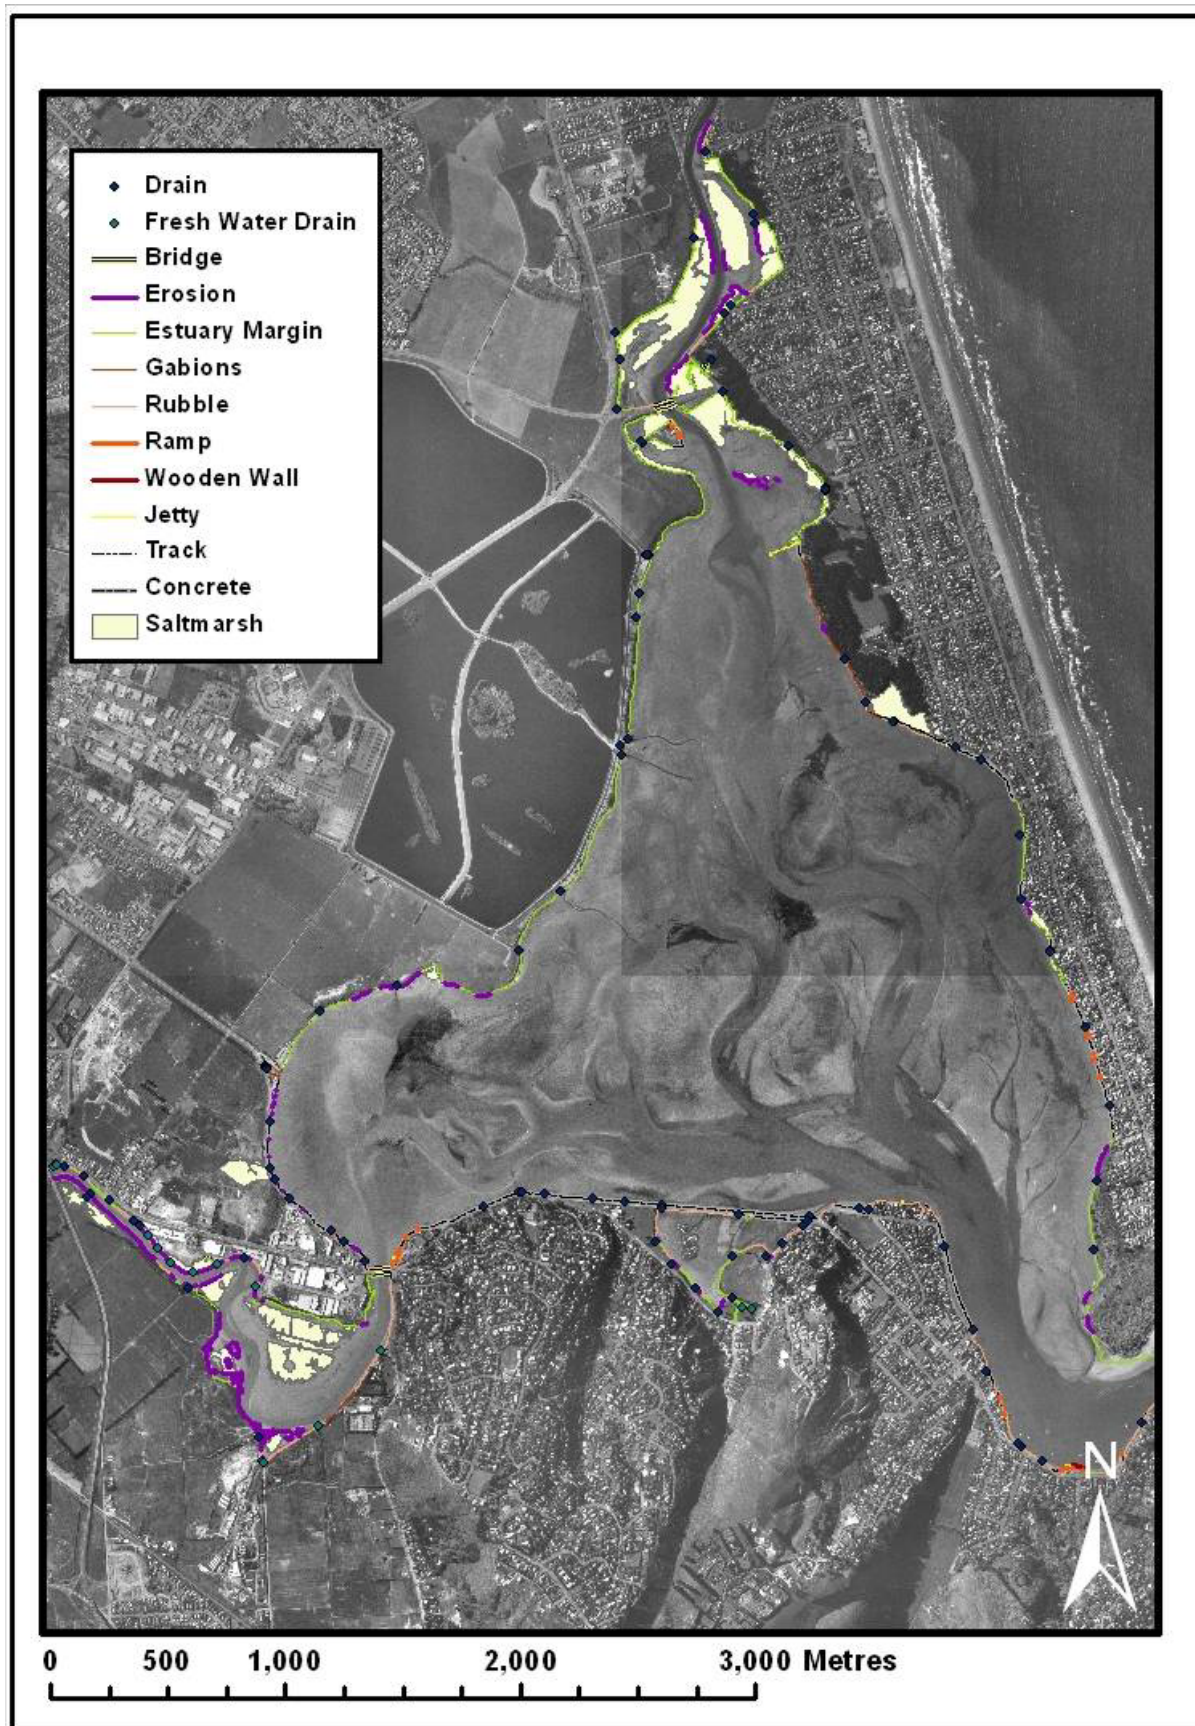 Drain
Fresh Water Drain
Bridge
Erosion
Estuary Margin
Gabions
Rubble
Ramp
Wooden Wall
Jetty
Track
Concrete
Saltmarsh
N
0 500 1,000 2,000 3,000 Metres